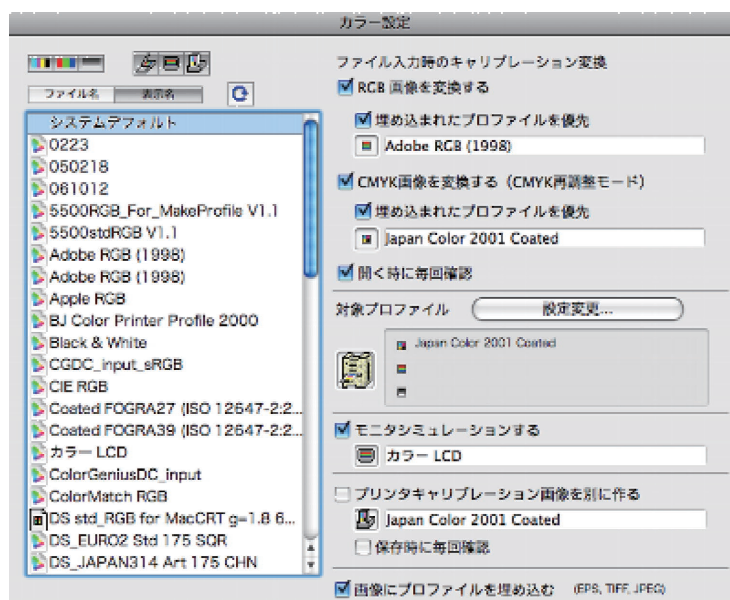 カラー設定
ファイル名 表示名
システムデフォルト
0223
050218
061012
5500RGB_For_MakeProfile V1.1
5500stdRGB V1.1
Adobe RGB (1998)
Adobe RGB (1998)
Apple RGB
BJ Color Printer Profile 2000
Black & White
CGDC_input_sRGB
CIE RGB
Coated FOGRA27 (ISO 12647-2:2...
Coated FOGRA39 (ISO 12647-2:2...
カラー LCD
ColorGeniusDC_input
ColorMatch RGB
DS std_RGB for MacCRT g=1.8 6...
DS_EURO2 Std 175 SQR
DS_JAPAN314 Art 175 CHN
ファイル入力時のキャリブレーション変換
RGB 画像を変換する
埋め込まれたプロファイルを優先
Adobe RGB (1998)
CMYK画像を変換する（CMYK再調整モード）
埋め込まれたプロファイルを優先
Japan Color 2001 Coated
開く時に毎回確認
対象プロファイル 設定変更...
Japan Color 2001 Coated
モニタシミュレーションする
カラー LCD
プリンタキャリブレーション画像を別に作る
Japan Color 2001 Coated
保存時に毎回確認
画像にプロファイルを埋め込む (EPS, TIFF, JPEG)